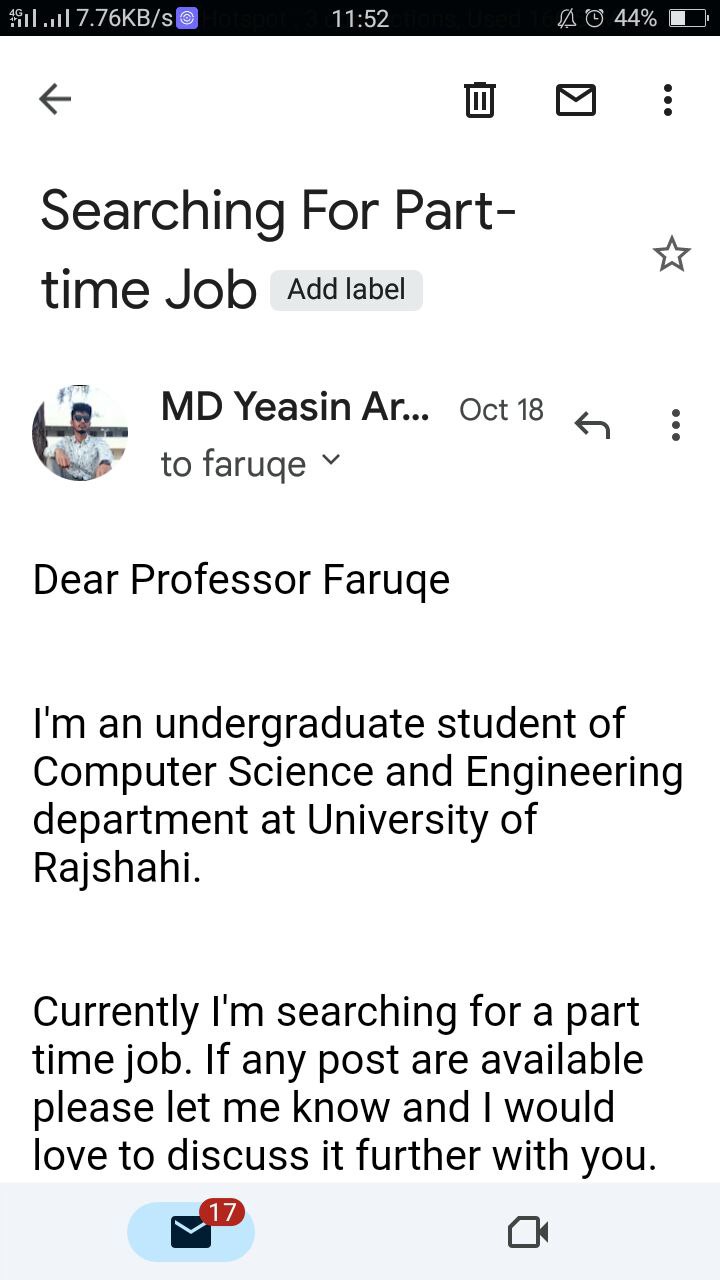 4G 7.76KB/s 11:52 44%
Searching For Part-
time Job Add label
MD Yeasin Ar... Oct 18
to faruqe
Dear Professor Faruqe
I'm an undergraduate student of
Computer Science and Engineering
department at University of
Rajshahi.
Currently I'm searching for a part
time job. If any post are available
please let me know and I would
love to discuss it further with you.
17